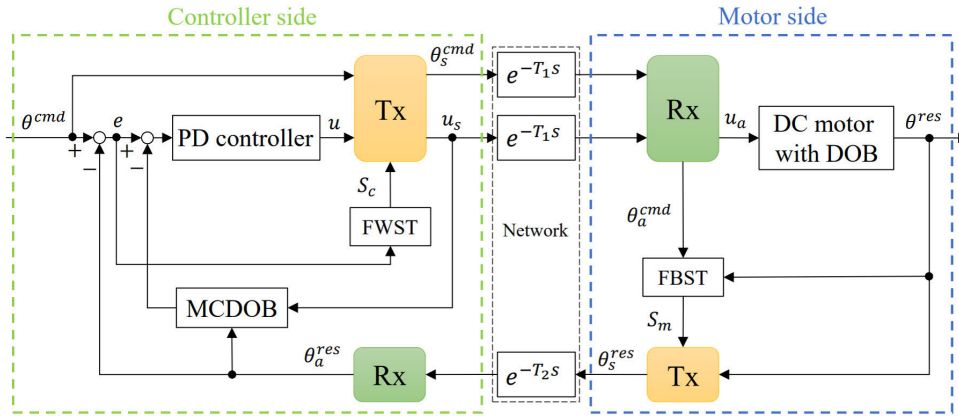 Controller side
Motor side
θ^{cmd}
e
+
−
+
−
PD controller
u
Tx
θ_s^{cmd}
u_s
e^{-T_1 s}
e^{-T_1 s}
Rx
u_a
DC motor
with DOB
θ^{res}
S_c
FWST
Network
θ_a^{cmd}
FBST
S_m
MCDOB
θ_a^{res}
Rx
e^{-T_2 s}
θ_s^{res}
Tx